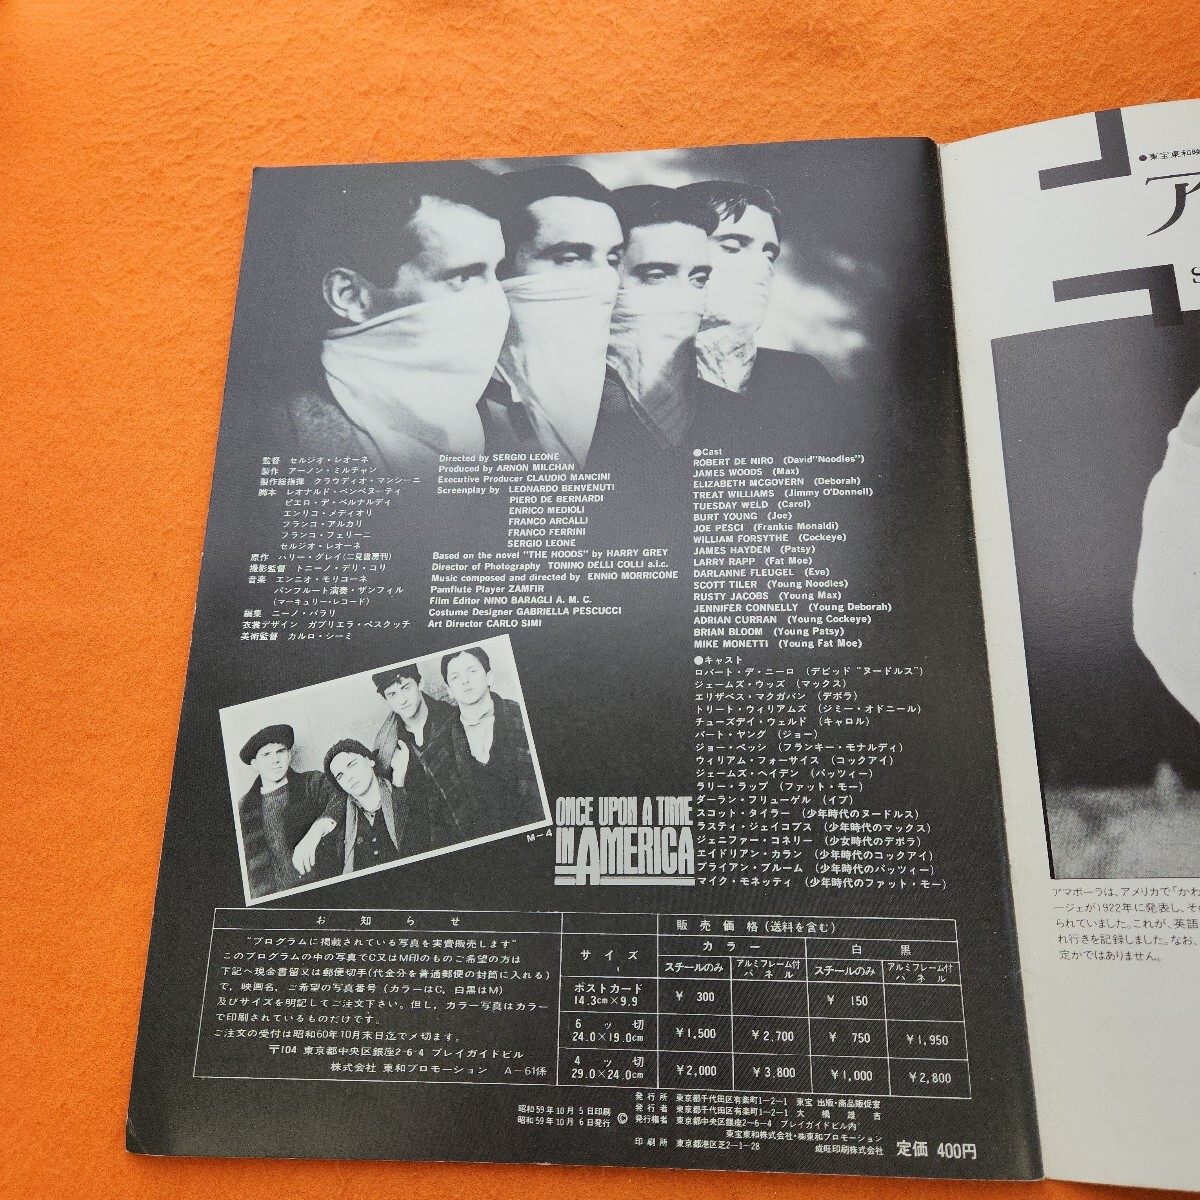 監督 セルジオ・レオーネ
製作 アーノン・ミルチャン
製作総指揮 クラウディオ・マンシーニ
脚本 レオナルド・ベンベヌーティ
ピエロ・デ・ベルナルディ
エンリコ・メディオリ
フランコ・アルカリ
フランコ・フェリーニ
セルジオ・レオーネ
原作 ハリー・グレイ(二見書房刊)
撮影監督 トニーノ・デリ・コリ
音楽 エンニオ・モリコーネ
パンフルート演奏・ザンフィル
(マーキュリー・レコード)
編集 ニーノ・バラリ
衣裳デザイン ガブリエラ・ペスクッチ
美術監督 カルロ・シーミ
Directed by SERGIO LEONE
Produced by ARNON MILCHAN
Executive Producer CLAUDIO MANCINI
Screenplay by LEONARDO BENVENUTI
PIERO DE BERNARDI
ENRICO MEDIOLI
FRANCO ARCALLI
FRANCO FERRINI
SERGIO LEONE
Based on the novel "THE HOODS" by HARRY GREY
Director of Photography TONINO DELLI COLLI a.i.c.
Music composed and directed by ENNIO MORRICONE
Pamflute Player ZAMFIR
Film Editor NINO BARAGLI A. M. C.
Costume Designer GABRIELLA PESCUCCI
Art Director CARLO SIMI
●Cast
ROBERT DE NIRO (David"Noodles")
JAMES WOODS (Max)
ELIZABETH MCGOVERN (Deborah)
TREAT WILLIAMS (Jimmy O'Donnell)
TUESDAY WELD (Carol)
BURT YOUNG (Joe)
JOE PESCI (Frankie Monaldi)
WILLIAM FORSYTHE (Cockeye)
JAMES HAYDEN (Patsy)
LARRY RAPP (Fat Moe)
DARLANNE FLEUGEL (Eve)
SCOTT TILER (Young Noodles)
RUSTY JACOBS (Young Max)
JENNIFER CONNELLY (Young Deborah)
ADRIAN CURRAN (Young Cockeye)
BRIAN BLOOM (Young Patsy)
MIKE MONETTI (Young Fat Moe)
●キャスト
ロバート・デ・ニーロ (デビッド“ヌードルス”)
ジェームズ・ウッズ (マックス)
エリザベス・マクガバン (デボラ)
トリート・ウィリアムズ (ジミー・オドニール)
チューズデイ・ウェルド (キャロル)
バート・ヤング (ジョー)
ジョー・ペッシ (フランキー・モナルディ)
ウィリアム・フォーサイス (コックアイ)
ジェームズ・ヘイデン (パッツィー)
ラリー・ラップ (ファット・モー)
ダーラン・フリューゲル (イブ)
スコット・タイラー (少年時代のヌードルス)
ラスティ・ジェイコブス (少年時代のマックス)
ジェニファー・コネリー (少女時代のデボラ)
エイドリアン・カラン (少年時代のコックアイ)
ブライアン・ブルーム (少年時代のパッツィー)
マイク・モネッティ (少年時代のファット・モー)
M-4
ONCE UPON A TIME
IN AMERICA
お知らせ
“プログラムに掲載されている写真を実費販売します”
このプログラムの中の写真でC又はM印のものご希望の方は
下記へ現金書留又は郵便切手(代金分を普通郵便の封筒に入れる)
で、映画名、ご希望の写真番号(カラーはC、白黒はM)
及びサイズを明記してご注文下さい。但し、カラー写真はカラー
で印刷されているものだけです。
ご注文の受付は昭和60年10月末日迄で〆切ります。
〒104 東京都中央区銀座2-6-4 プレイガイドビル
株式会社 東和プロモーション A-61係
サイズ
販売価格(送料を含む)
カラー 白黒
スチールのみ アルミフレーム付パネル スチールのみ アルミフレーム付パネル
ポストカード 14.3cm×9.9 ¥ 300 ¥ 150
6ッ切 24.0×19.0cm ¥1,500 ¥2,700 ¥ 750 ¥1,950
4ッ切 29.0×24.0cm ¥2,000 ¥3,800 ¥1,000 ¥2,800
昭和59年10月5日印刷
昭和59年10月6日発行
©
発行所 東京都千代田区有楽町1-2-1 東宝 出版・商品販促室
発行者 東京都千代田区有楽町1-2-1 大橋雄吉
発行権者 東京都中央区銀座2-6-4 プレイガイドビル内
東宝東和株式会社・㈱東和プロモーション
印刷所 東京都港区芝2-1-28 成旺印刷株式会社
定価 400円
●東宝東和映
ア
S
アマポーラは、アメリカで「かわ
ージェが1922年に発表し、その
られていました。これが、英語
れ行きを記録しました。なお、
定かではありません。